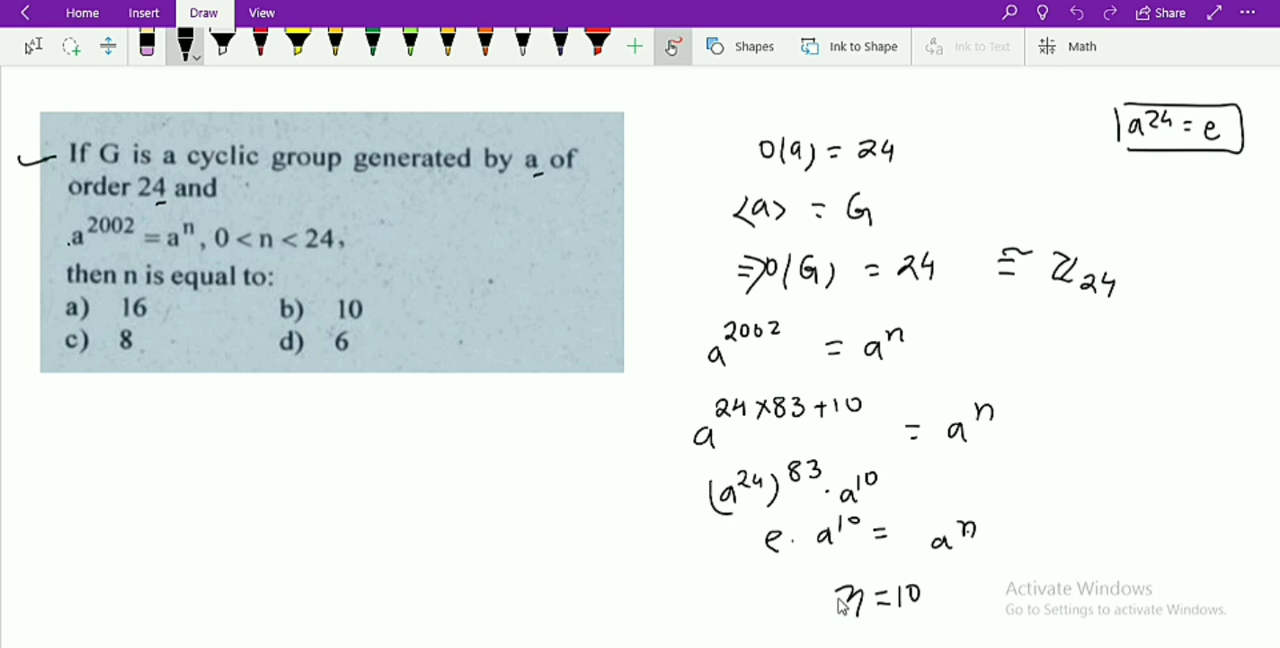 Home Insert Draw View Share
Shapes Ink to Shape Ink to Text Math
If G is a cyclic group generated by a of
order 24 and
.a^2002 = a^n, 0 < n < 24,
then n is equal to:
a) 16 b) 10
c) 8 d) 6
o(a) = 24
a^24 = e
<a> = G
⇒ o(G) = 24 ≅ ℤ_24
a^2002 = a^n
a^24×83+10 = a^n
(a^24)^83 . a^10
e. a^10 = a^n
n = 10
Activate Windows
Go to Settings to activate Windows.